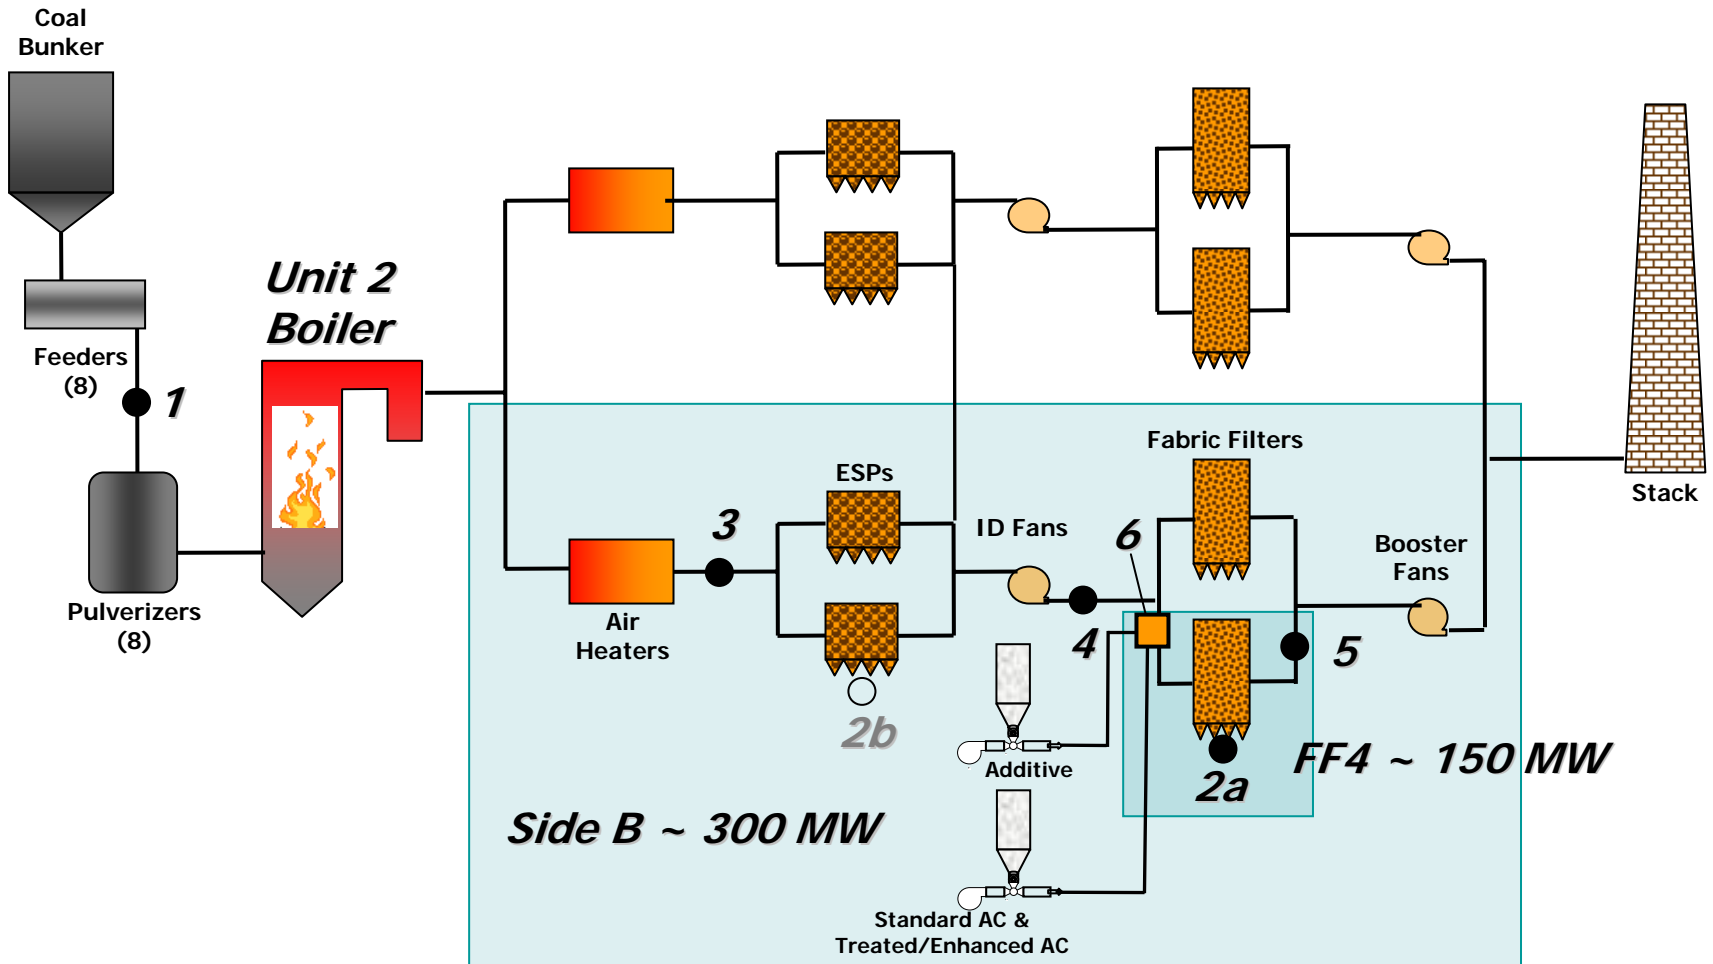 Coal
Bunker
Feeders
(8)
1
Pulverizers
(8)
Unit 2
Boiler
Air
Heaters
3
ESPs
2b
ID Fans
4
6
Fabric Filters
5
2a
FF4 ~ 150 MW
Booster
Fans
Stack
Additive
Side B ~ 300 MW
Standard AC &
Treated/Enhanced AC